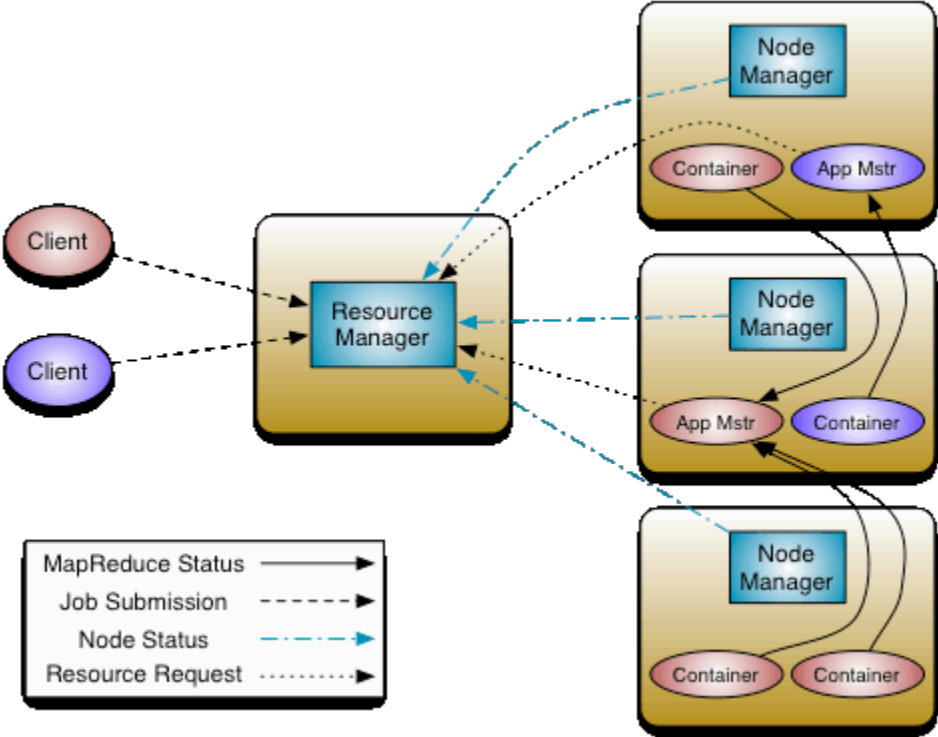 Node
Manager
Container
App Mstr
Client
Client
Resource
Manager
Node
Manager
App Mstr
Container
Node
Manager
Container
Container
MapReduce Status
Job Submission
Node Status
Resource Request